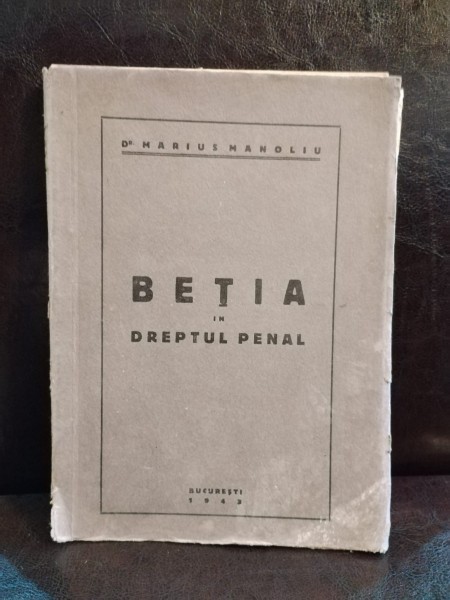 Dr MARIUS MANOLIU
BEȚIA
IN
DREPTUL PENAL
BUCUREȘTI
1943